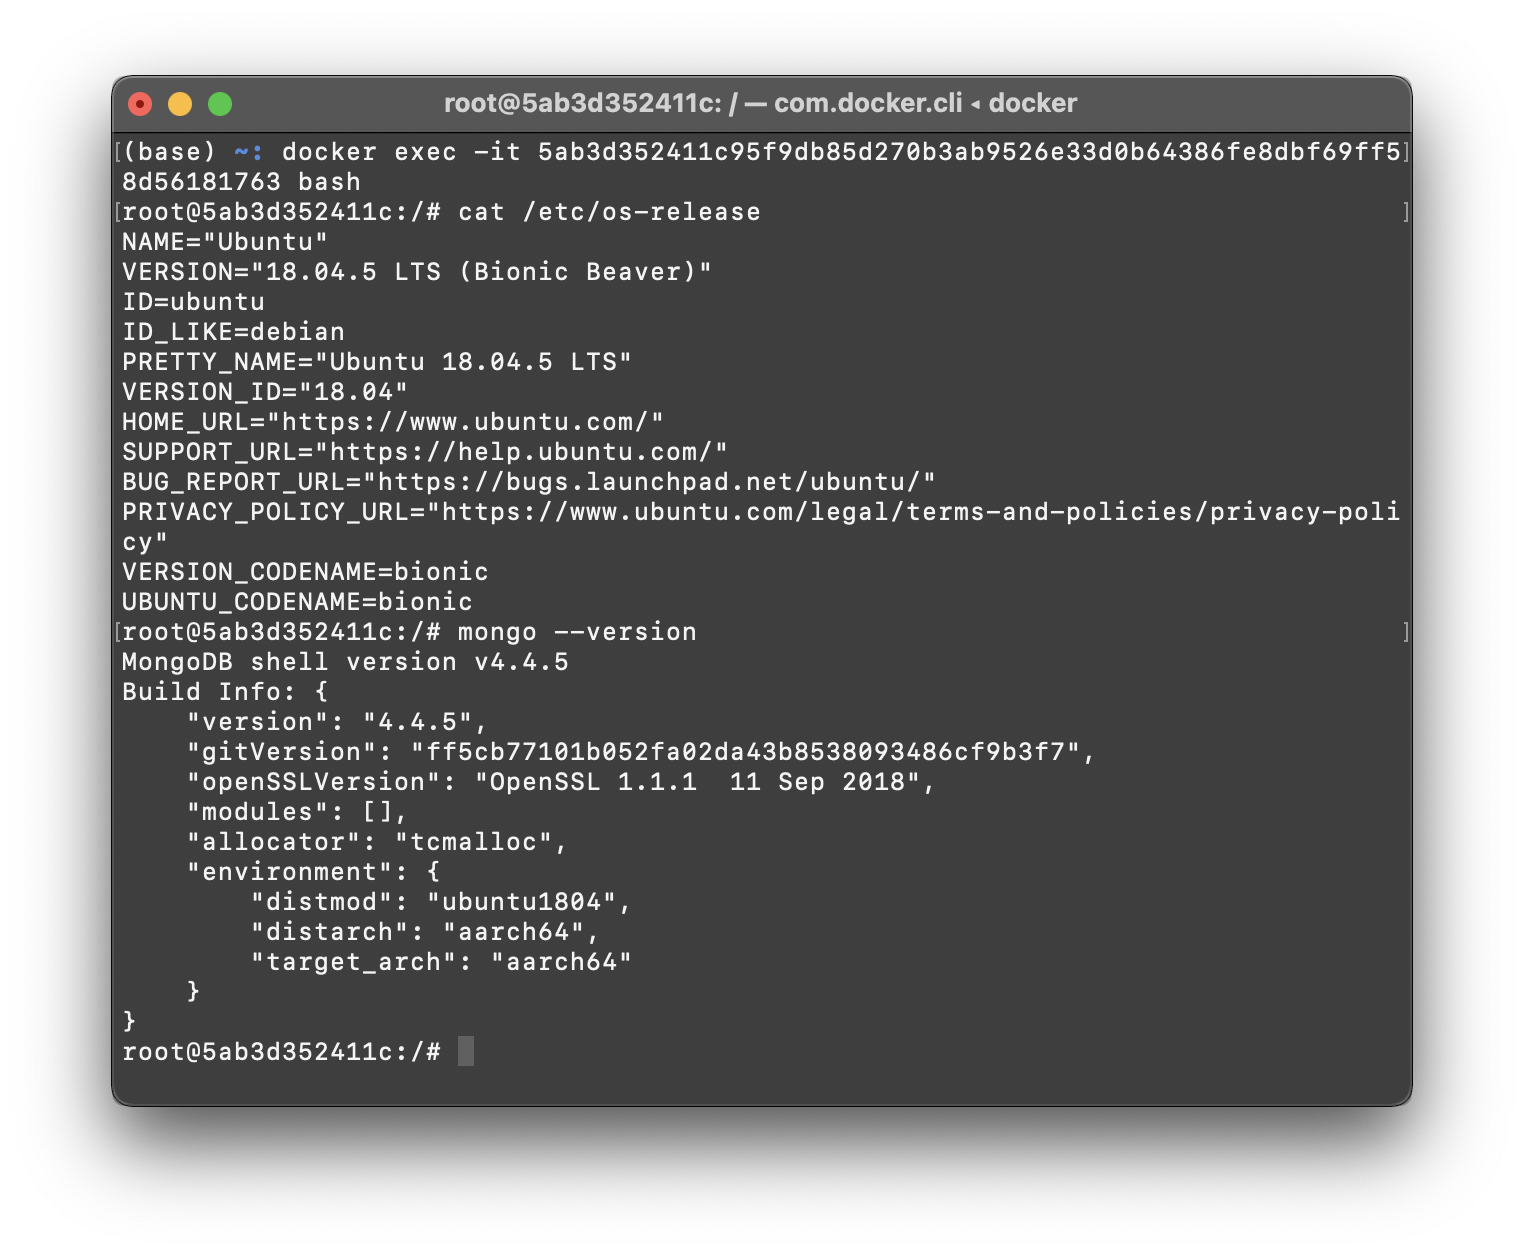 root@5ab3d352411c: / — com.docker.cli ◂ docker
[(base) ~: docker exec -it 5ab3d352411c95f9db85d270b3ab9526e33d0b64386fe8dbf69ff5]
8d56181763 bash
[root@5ab3d352411c:/# cat /etc/os-release ]
NAME="Ubuntu"
VERSION="18.04.5 LTS (Bionic Beaver)"
ID=ubuntu
ID_LIKE=debian
PRETTY_NAME="Ubuntu 18.04.5 LTS"
VERSION_ID="18.04"
HOME_URL="https://www.ubuntu.com/"
SUPPORT_URL="https://help.ubuntu.com/"
BUG_REPORT_URL="https://bugs.launchpad.net/ubuntu/"
PRIVACY_POLICY_URL="https://www.ubuntu.com/legal/terms-and-policies/privacy-poli
cy"
VERSION_CODENAME=bionic
UBUNTU_CODENAME=bionic
[root@5ab3d352411c:/# mongo --version ]
MongoDB shell version v4.4.5
Build Info: {
    "version": "4.4.5",
    "gitVersion": "ff5cb77101b052fa02da43b8538093486cf9b3f7",
    "openSSLVersion": "OpenSSL 1.1.1  11 Sep 2018",
    "modules": [],
    "allocator": "tcmalloc",
    "environment": {
        "distmod": "ubuntu1804",
        "distarch": "aarch64",
        "target_arch": "aarch64"
    }
}
root@5ab3d352411c:/#